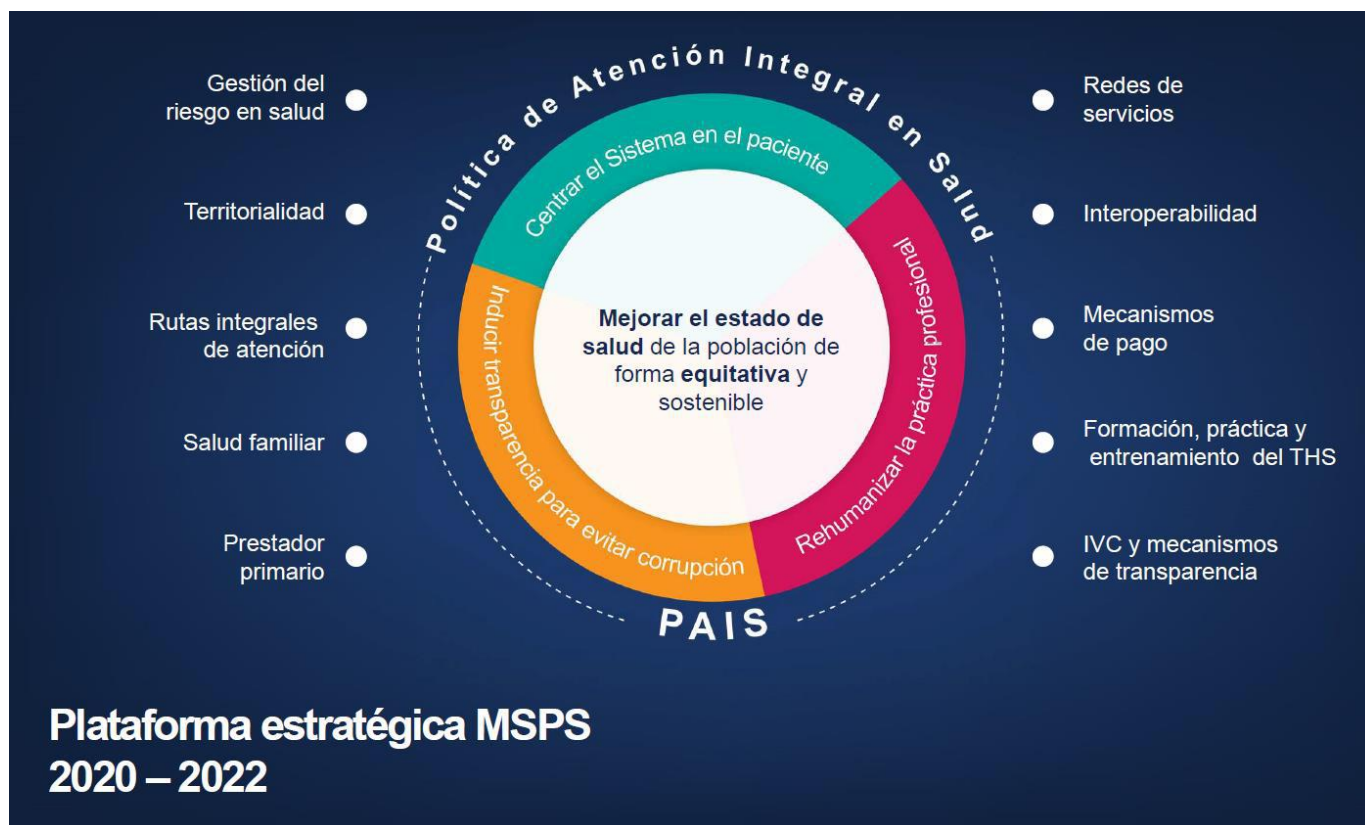 Gestión del
riesgo en salud
Territorialidad
Rutas integrales
de atención
Salud familiar
Prestador
primario
Política de Atención Integral en Salud
Centrar el Sistema en el paciente
Rehumanizar la práctica profesional
Inducir transparencia para evitar corrupción
Mejorar el estado de
salud de la población de
forma equitativa y
sostenible
PAIS
Redes de
servicios
Interoperabilidad
Mecanismos
de pago
Formación, práctica y
entrenamiento del THS
IVC y mecanismos
de transparencia
Plataforma estratégica MSPS
2020 – 2022